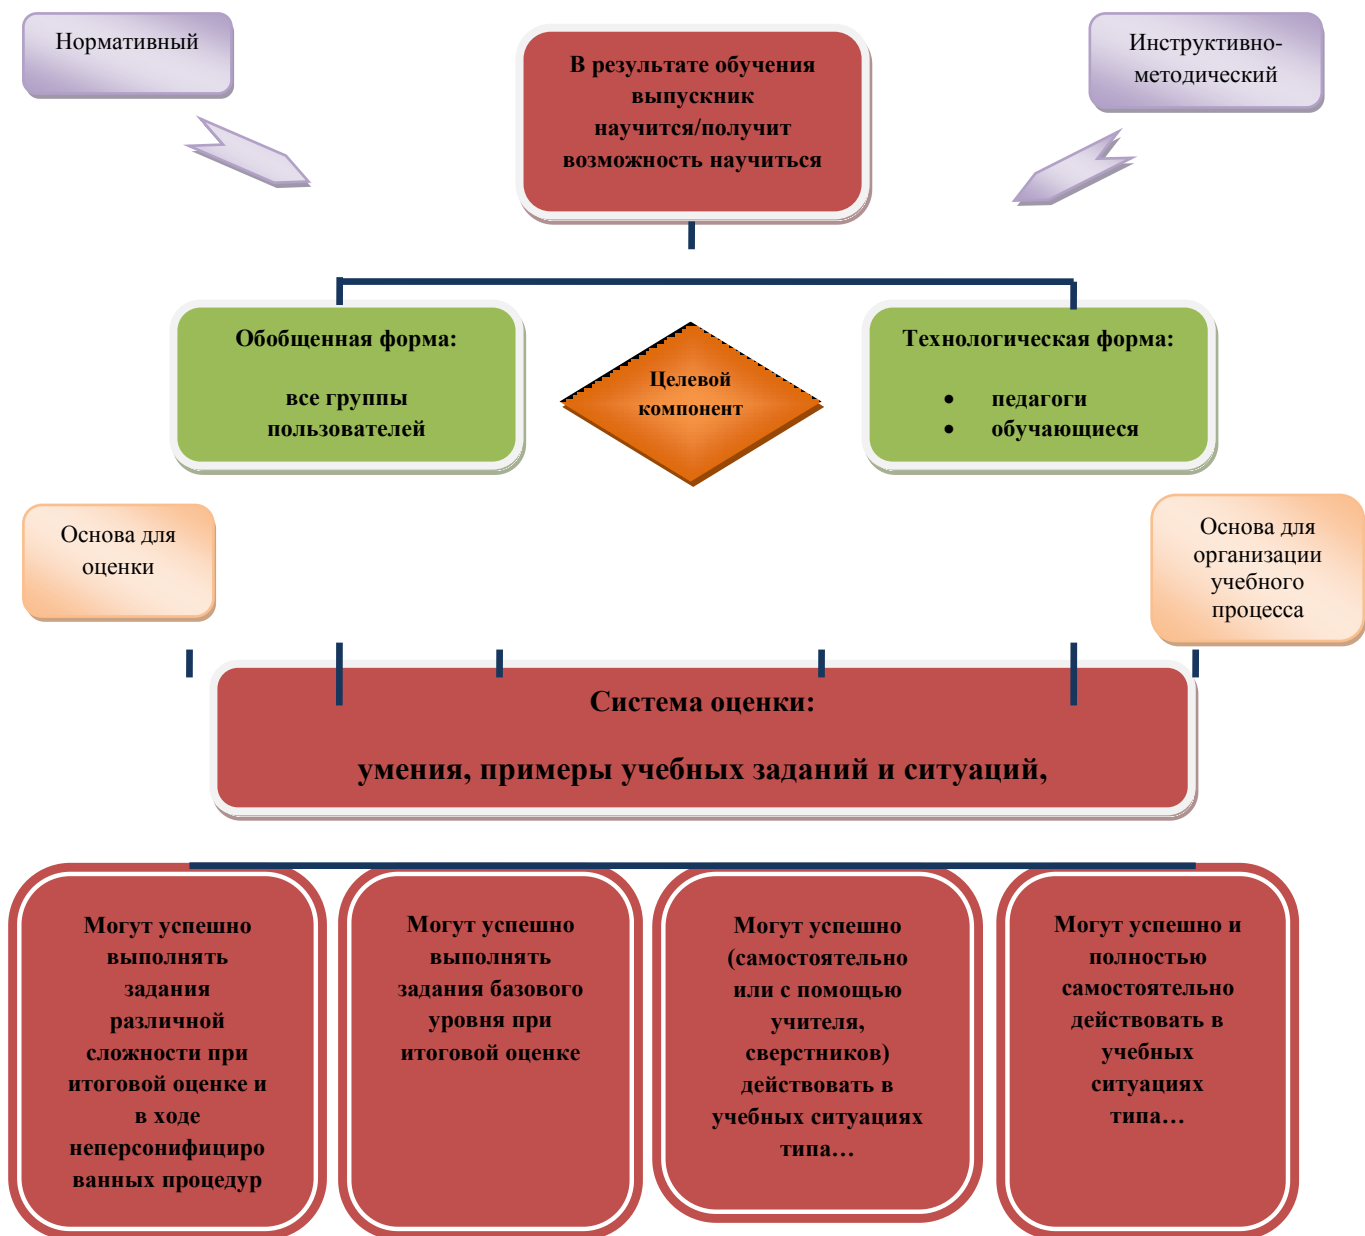 Нормативный
В результате обучения
выпускник
научится/получит
возможность научиться
Инструктивно-
методический
Обобщенная форма:
все группы
пользователей
Целевой
компонент
Технологическая форма:
• педагоги
• обучающиеся
Основа для
оценки
Основа для
организации
учебного
процесса
Система оценки:
умения, примеры учебных заданий и ситуаций,
Могут успешно
выполнять
задания
различной
сложности при
итоговой оценке и
в ходе
неперсонифициро
ванных процедур
Могут успешно
выполнять
задания базового
уровня при
итоговой оценке
Могут успешно
(самостоятельно
или с помощью
учителя,
сверстников)
действовать в
учебных ситуациях
типа…
Могут успешно и
полностью
самостоятельно
действовать в
учебных
ситуациях
типа…